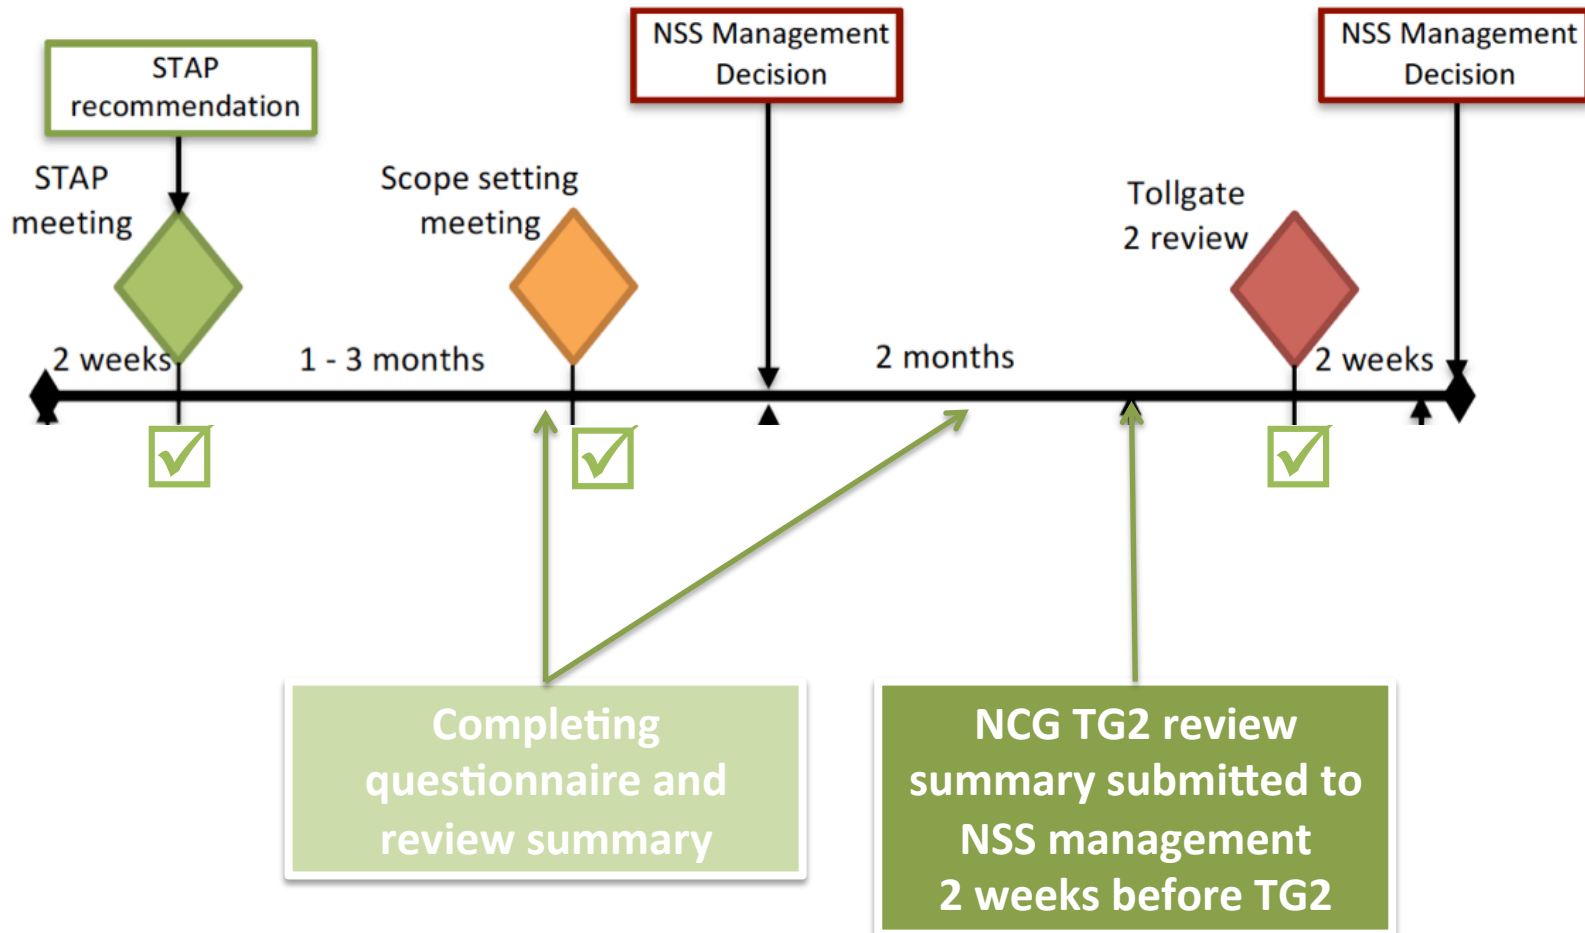 STAP
recommendation
NSS Management
Decision
NSS Management
Decision
STAP
meeting
Scope setting
meeting
Tollgate
2 review
2 weeks
1 - 3 months
2 months
2 weeks
Completing
questionnaire and
review summary
NCG TG2 review
summary submitted to
NSS management
2 weeks before TG2